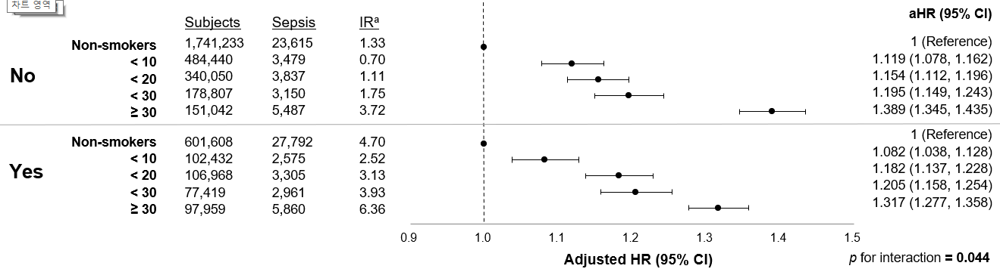 차트 영역
Subjects Sepsis IRᵃ aHR (95% CI)
Non-smokers 1,741,233 23,615 1.33 1 (Reference)
< 10 484,440 3,479 0.70 1.119 (1.078, 1.162)
No
< 20 340,050 3,837 1.11 1.154 (1.112, 1.196)
< 30 178,807 3,150 1.75 1.195 (1.149, 1.243)
≥ 30 151,042 5,487 3.72 1.389 (1.345, 1.435)
Non-smokers 601,608 27,792 4.70 1 (Reference)
< 10 102,432 2,575 2.52 1.082 (1.038, 1.128)
Yes
< 20 106,968 3,305 3.13 1.182 (1.137, 1.228)
< 30 77,419 2,961 3.93 1.205 (1.158, 1.254)
≥ 30 97,959 5,860 6.36 1.317 (1.277, 1.358)
0.9 1.0 1.1 1.2 1.3 1.4 1.5
Adjusted HR (95% CI)
p for interaction = 0.044